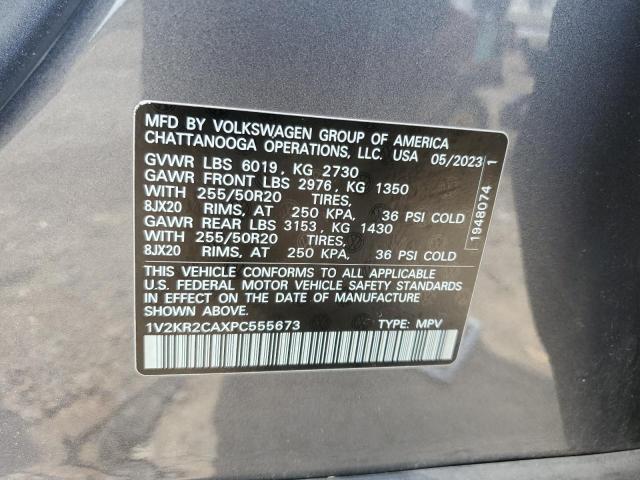 MFD BY VOLKSWAGEN GROUP OF AMERICA
CHATTANOOGA OPERATIONS, LLC. USA 05/2023
GVWR LBS 6019, KG 2730
GAWR FRONT LBS 2976, KG 1350
WITH 255/50R20 TIRES,
8JX20 RIMS, AT 250 KPA, 36 PSI COLD
GAWR REAR LBS 3153, KG 1430
WITH 255/50R20 TIRES,
8JX20 RIMS, AT 250 KPA, 36 PSI COLD
THIS VEHICLE CONFORMS TO ALL APPLICABLE
U.S. FEDERAL MOTOR VEHICLE SAFETY STANDARDS
IN EFFECT ON THE DATE OF MANUFACTURE
SHOWN ABOVE.
1V2KR2CAXPC555673 TYPE: MPV
1948074 1